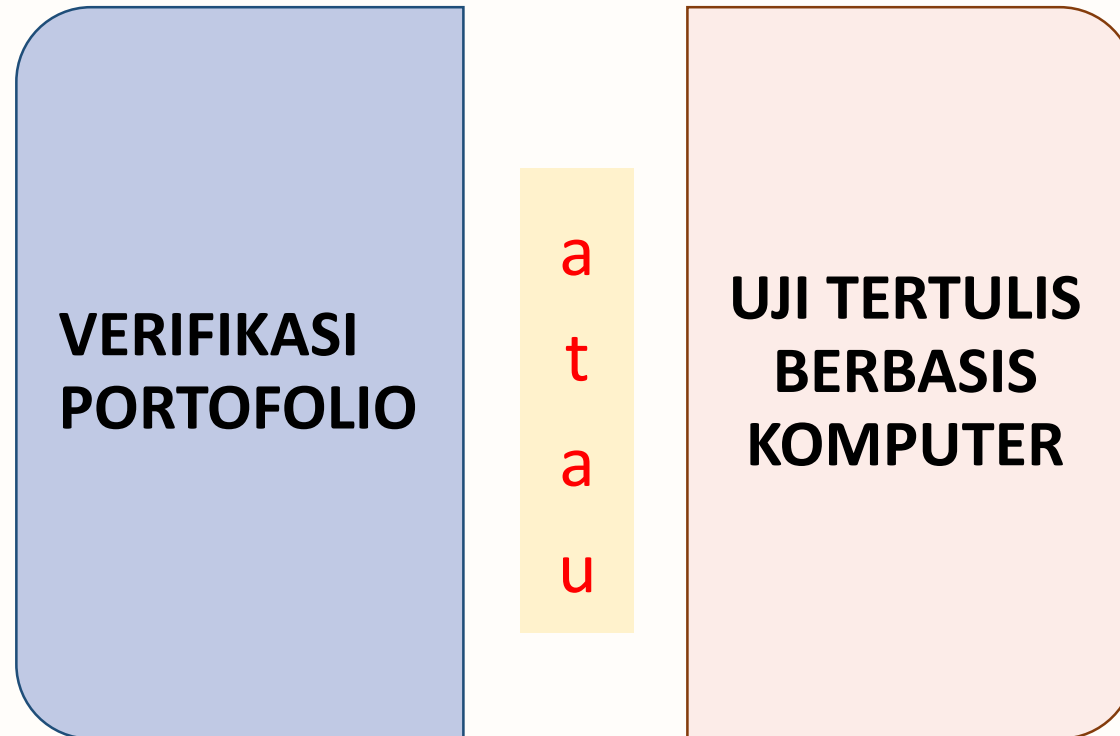 VERIFIKASI
PORTOFOLIO
a
t
a
u
UJI TERTULIS
BERBASIS
KOMPUTER